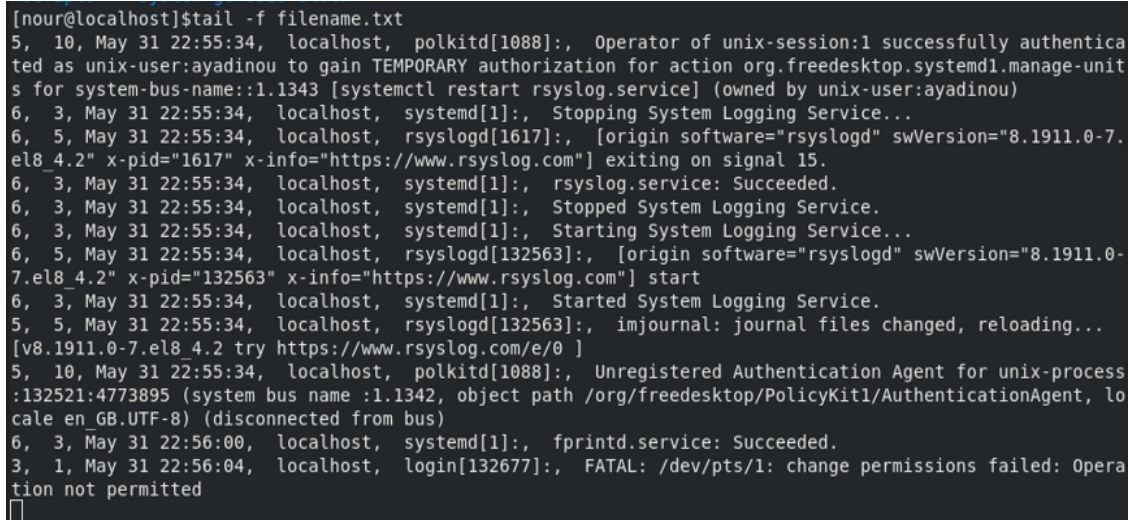 [nour@localhost]$tail -f filename.txt
5,  10, May 31 22:55:34,  localhost,  polkitd[1088]:,  Operator of unix-session:1 successfully authentica
ted as unix-user:ayadinou to gain TEMPORARY authorization for action org.freedesktop.systemd1.manage-unit
s for system-bus-name::1.1343 [systemctl restart rsyslog.service] (owned by unix-user:ayadinou)
6,  3, May 31 22:55:34,  localhost,  systemd[1]:,  Stopping System Logging Service...
6,  5, May 31 22:55:34,  localhost,  rsyslogd[1617]:,  [origin software="rsyslogd" swVersion="8.1911.0-7.
el8_4.2" x-pid="1617" x-info="https://www.rsyslog.com"] exiting on signal 15.
6,  3, May 31 22:55:34,  localhost,  systemd[1]:,  rsyslog.service: Succeeded.
6,  3, May 31 22:55:34,  localhost,  systemd[1]:,  Stopped System Logging Service.
6,  3, May 31 22:55:34,  localhost,  systemd[1]:,  Starting System Logging Service...
6,  5, May 31 22:55:34,  localhost,  rsyslogd[132563]:,  [origin software="rsyslogd" swVersion="8.1911.0-
7.el8_4.2" x-pid="132563" x-info="https://www.rsyslog.com"] start
6,  3, May 31 22:55:34,  localhost,  systemd[1]:,  Started System Logging Service.
5,  5, May 31 22:55:34,  localhost,  rsyslogd[132563]:,  imjournal: journal files changed, reloading...
[v8.1911.0-7.el8_4.2 try https://www.rsyslog.com/e/0 ]
5,  10, May 31 22:55:34,  localhost,  polkitd[1088]:,  Unregistered Authentication Agent for unix-process
:132521:4773895 (system bus name :1.1342, object path /org/freedesktop/PolicyKit1/AuthenticationAgent, lo
cale en_GB.UTF-8) (disconnected from bus)
6,  3, May 31 22:56:00,  localhost,  systemd[1]:,  fprintd.service: Succeeded.
3,  1, May 31 22:56:04,  localhost,  login[132677]:,  FATAL: /dev/pts/1: change permissions failed: Opera
tion not permitted